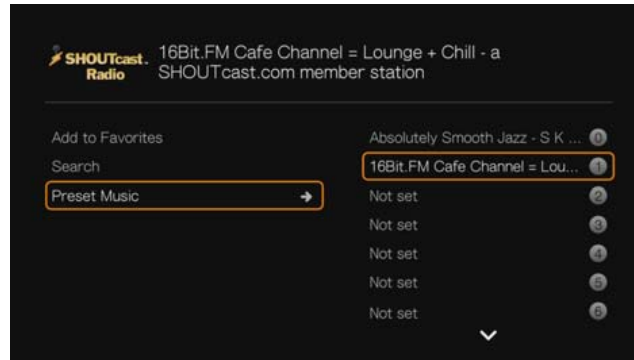 SHOUTcast.
Radio
16Bit.FM Cafe Channel = Lounge + Chill - a
SHOUTcast.com member station
Add to Favorites
Search
Preset Music
Absolutely Smooth Jazz - S K ... 0
16Bit.FM Cafe Channel = Lou... 1
Not set 2
Not set 3
Not set 4
Not set 5
Not set 6